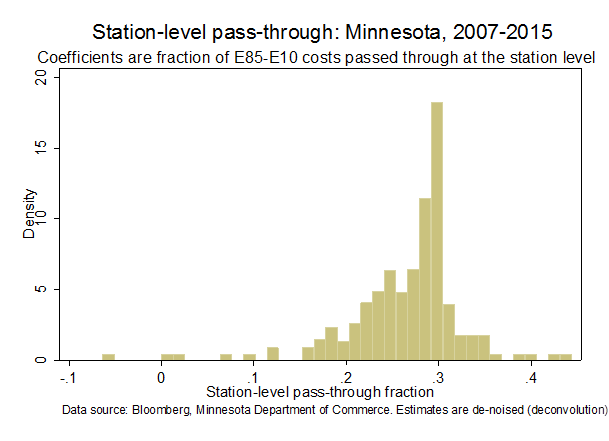 Station-level pass-through: Minnesota, 2007-2015
Coefficients are fraction of E85-E10 costs passed through at the station level
20
15
10
5
0
Density
-.1 0 .1 .2 .3 .4
Station-level pass-through fraction
Data source: Bloomberg, Minnesota Department of Commerce. Estimates are de-noised (deconvolution)